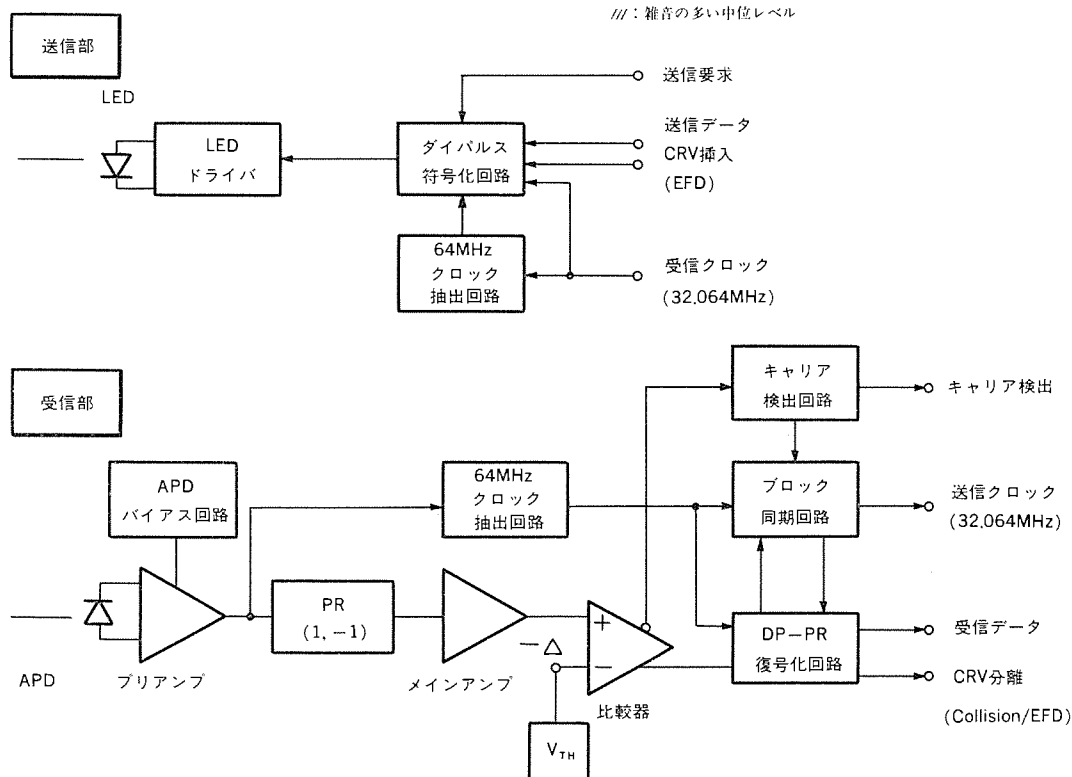 ///：雑音の多い中位レベル
送信部
LED
LED
ドライバ
ダイパルス
符号化回路
64MHz
クロック
抽出回路
送信要求
送信データ
CRV挿入
(EFD)
受信クロック
(32.064MHz)
受信部
APD
バイアス回路
64MHz
クロック
抽出回路
キャリア
検出回路
キャリア検出
ブロック
同期回路
送信クロック
(32.064MHz)
PR
(1, −1)
−△
+
−
DP−PR
復号化回路
受信データ
CRV分離
(Collision/EFD)
APD
プリアンプ
メインアンプ
比較器
VTH